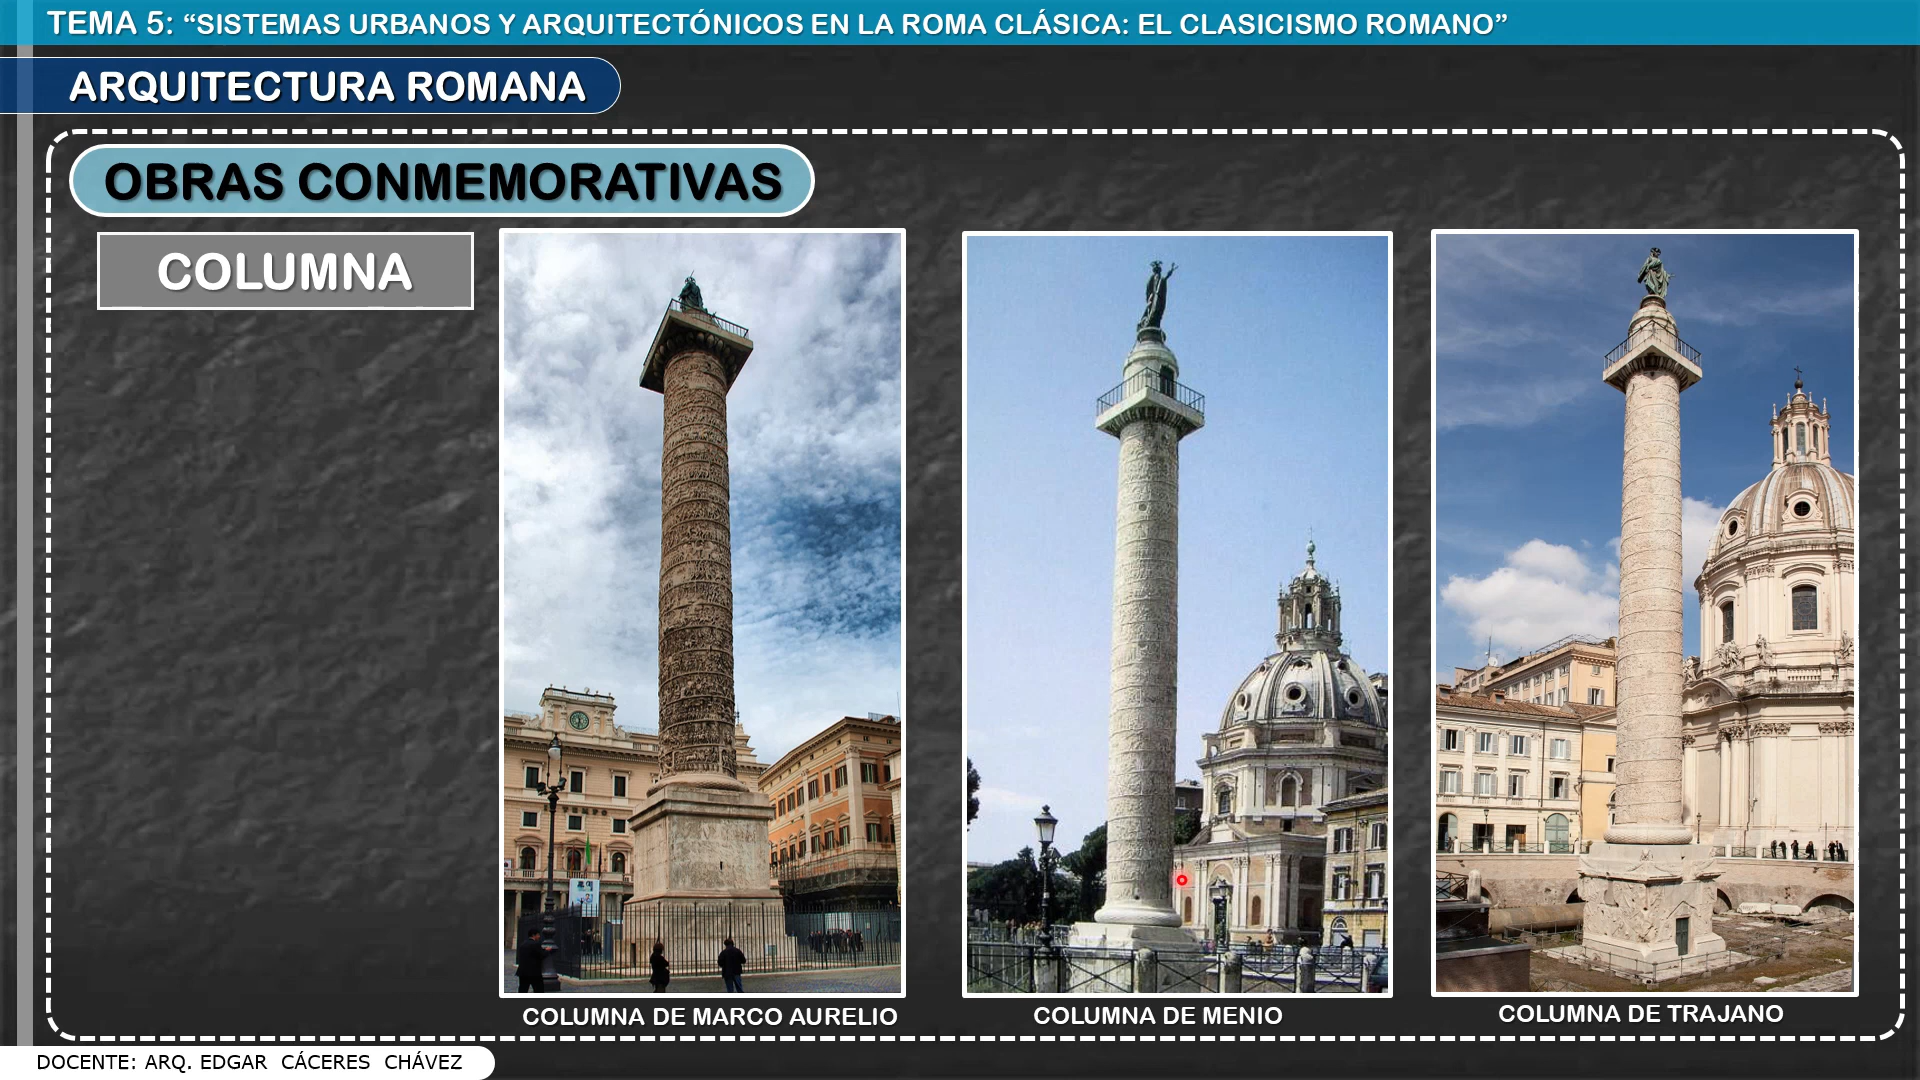 TEMA 5: “SISTEMAS URBANOS Y ARQUITECTÓNICOS EN LA ROMA CLÁSICA: EL CLASICISMO ROMANO”
ARQUITECTURA ROMANA
OBRAS CONMEMORATIVAS
COLUMNA
COLUMNA DE MARCO AURELIO
COLUMNA DE MENIO
COLUMNA DE TRAJANO
DOCENTE: ARQ. EDGAR CÁCERES CHÁVEZ